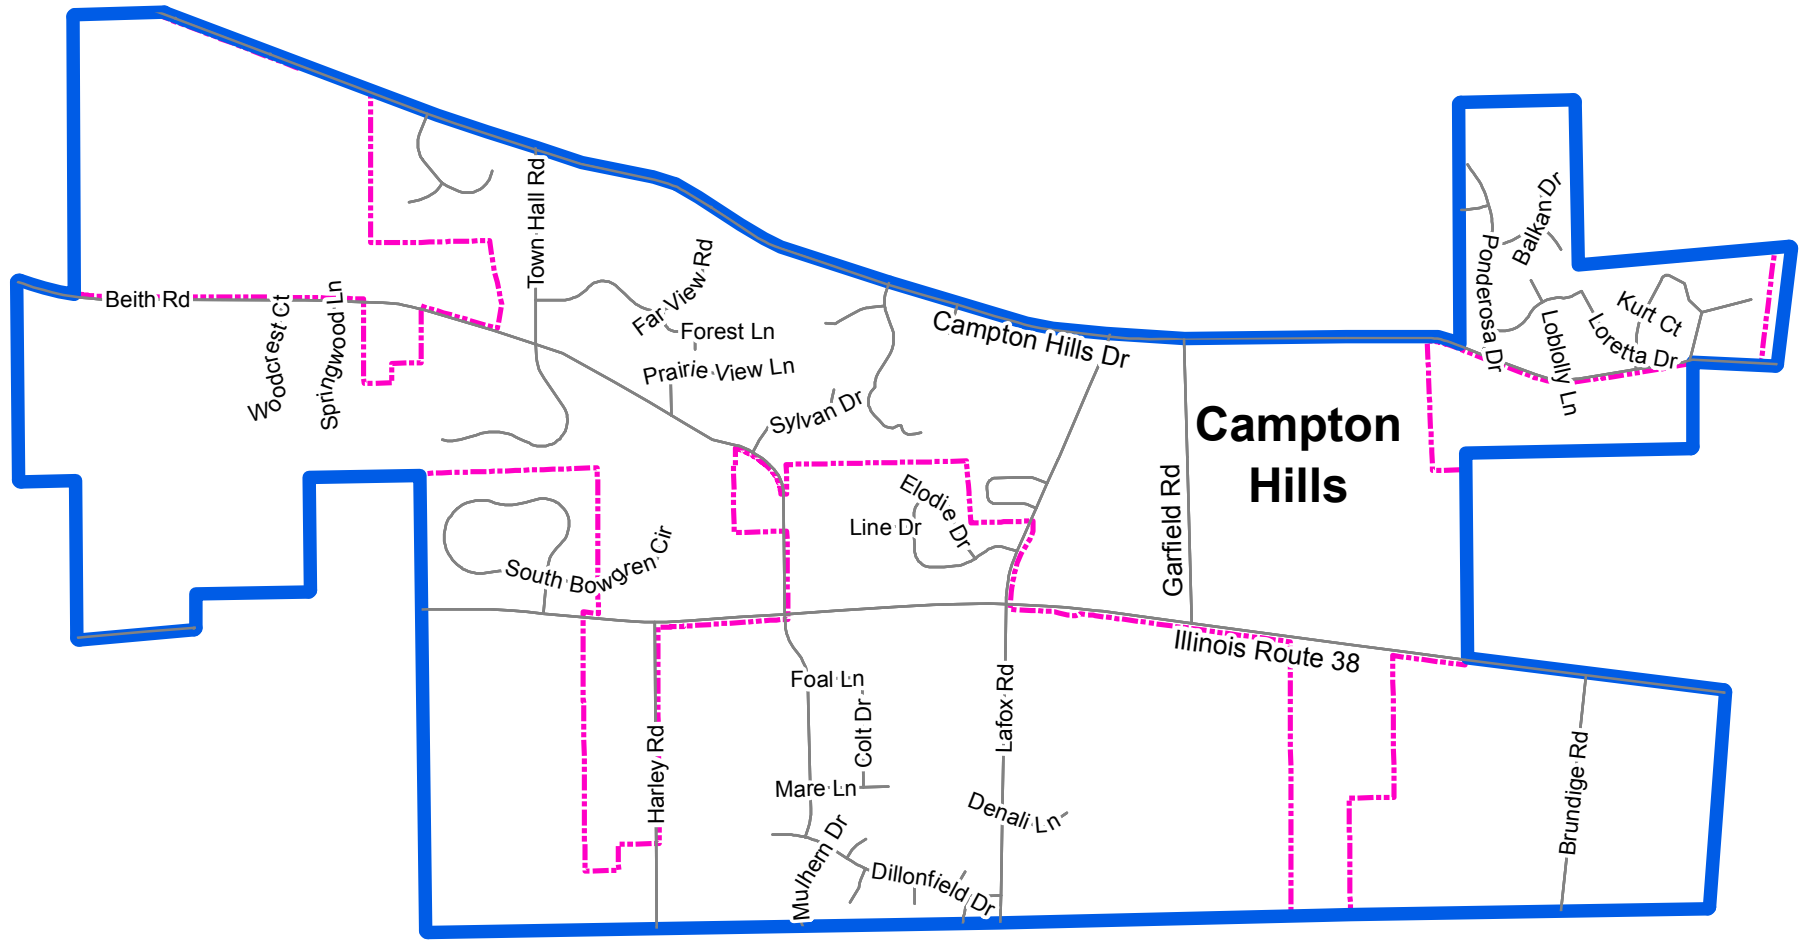 Balkan Dr
Town Hall Rd
Far View Rd
Ponderosa Dr
Beith Rd
Woodcrest Ct
Springwood Ln
Kurt Ct
Forest Ln
Campton Hills Dr
Loblolly Ln
Loretta Dr
Prairie View Ln
Sylvan Dr
Campton
Hills
Elodie Dr
Line Dr
Garfield Rd
South Bowgren Cir
Illinois Route 38
Foal Ln
Colt Dr
Lafox Rd
Harley Rd
Mare Ln
Denali Ln
Brundige Rd
Mulhern Dr
Dillonfield Dr